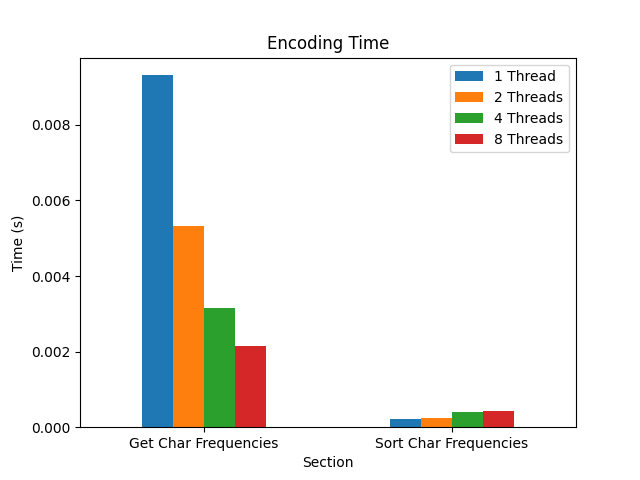 Encoding Time
1 Thread
2 Threads
4 Threads
8 Threads
Time (s)
0.008
0.006
0.004
0.002
0.000
Get Char Frequencies
Sort Char Frequencies
Section